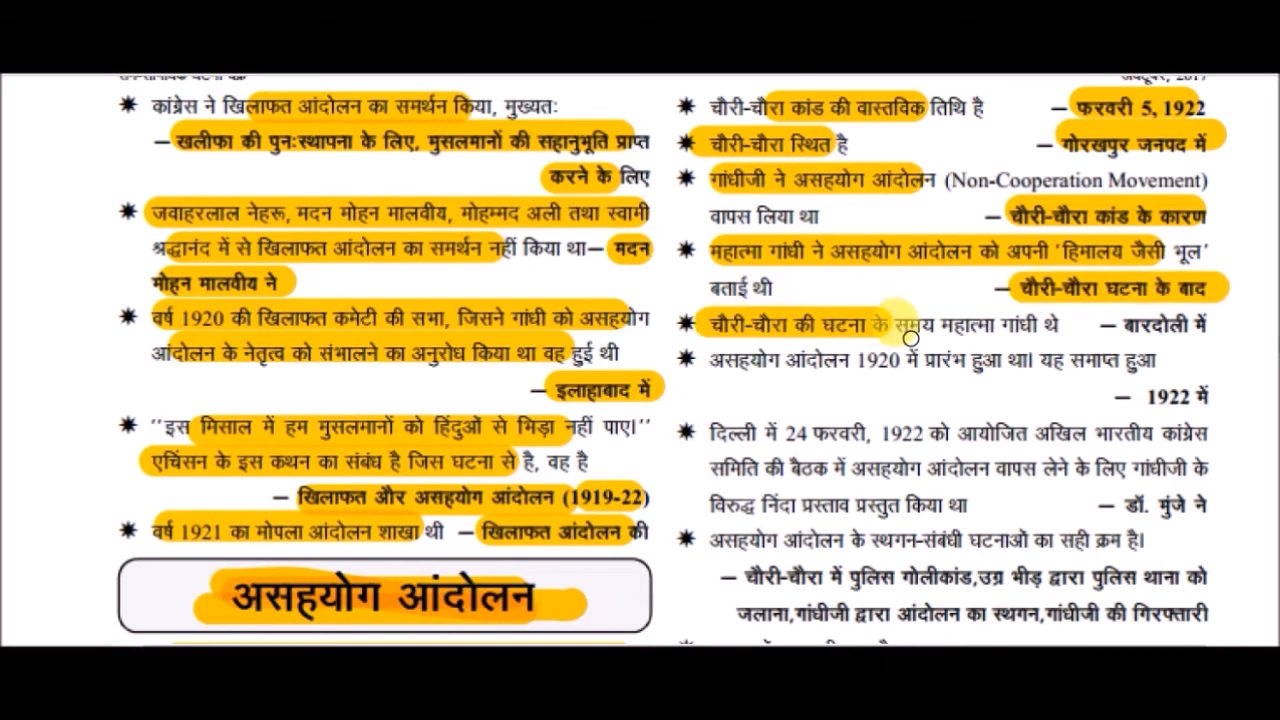 कांग्रेस ने खिलाफत आंदोलन का समर्थन किया, मुख्यतः
— खलीफा की पुनःस्थापना के लिए, मुसलमानों की सहानुभूति प्राप्त
करने के लिए
जवाहरलाल नेहरू, मदन मोहन मालवीय, मोहम्मद अली तथा स्वामी
श्रद्धानंद में से खिलाफत आंदोलन का समर्थन नहीं किया था— मदन
मोहन मालवीय ने
वर्ष 1920 की खिलाफत कमेटी की सभा, जिसने गांधी को असहयोग
आंदोलन के नेतृत्व को संभालने का अनुरोध किया था वह हुई थी
— इलाहाबाद में
''इस मिसाल में हम मुसलमानों को हिंदुओं से भिड़ा नहीं पाए।''
एचिंसन के इस कथन का संबंध है जिस घटना से है, वह है
— खिलाफत और असहयोग आंदोलन (1919-22)
वर्ष 1921 का मोपला आंदोलन शाखा थी — खिलाफत आंदोलन की
असहयोग आंदोलन
चौरी-चौरा कांड की वास्तविक तिथि है — फरवरी 5, 1922
चौरी-चौरा स्थित है — गोरखपुर जनपद में
गांधीजी ने असहयोग आंदोलन (Non-Cooperation Movement)
वापस लिया था — चौरी-चौरा कांड के कारण
महात्मा गांधी ने असहयोग आंदोलन को अपनी 'हिमालय जैसी भूल'
बताई थी — चौरी-चौरा घटना के बाद
चौरी-चौरा की घटना के समय महात्मा गांधी थे — बारदोली में
असहयोग आंदोलन 1920 में प्रारंभ हुआ था। यह समाप्त हुआ
— 1922 में
दिल्ली में 24 फरवरी, 1922 को आयोजित अखिल भारतीय कांग्रेस
समिति की बैठक में असहयोग आंदोलन वापस लेने के लिए गांधीजी के
विरुद्ध निंदा प्रस्ताव प्रस्तुत किया था — डॉ. मुंजे ने
असहयोग आंदोलन के स्थगन-संबंधी घटनाओं का सही क्रम है।
— चौरी-चौरा में पुलिस गोलीकांड,उग्र भीड़ द्वारा पुलिस थाना को
जलाना,गांधीजी द्वारा आंदोलन का स्थगन,गांधीजी की गिरफ्तारी